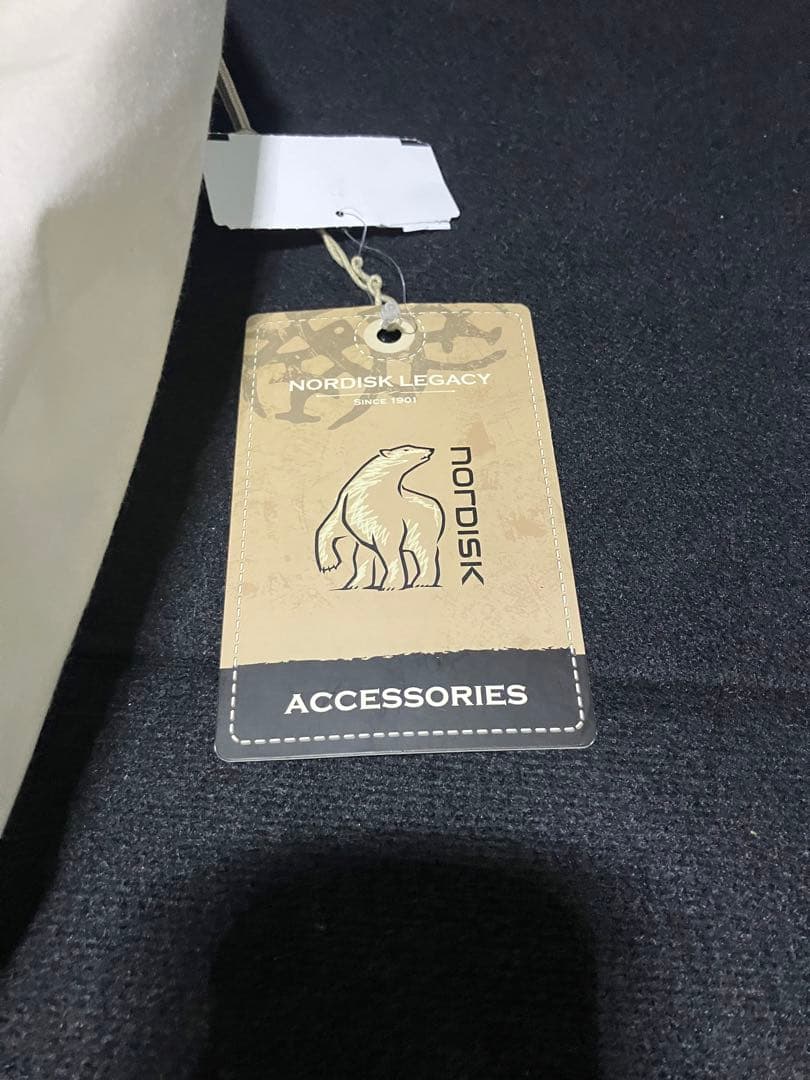 NORDISK LEGACY
SINCE 1901
NORDISK
ACCESSORIES